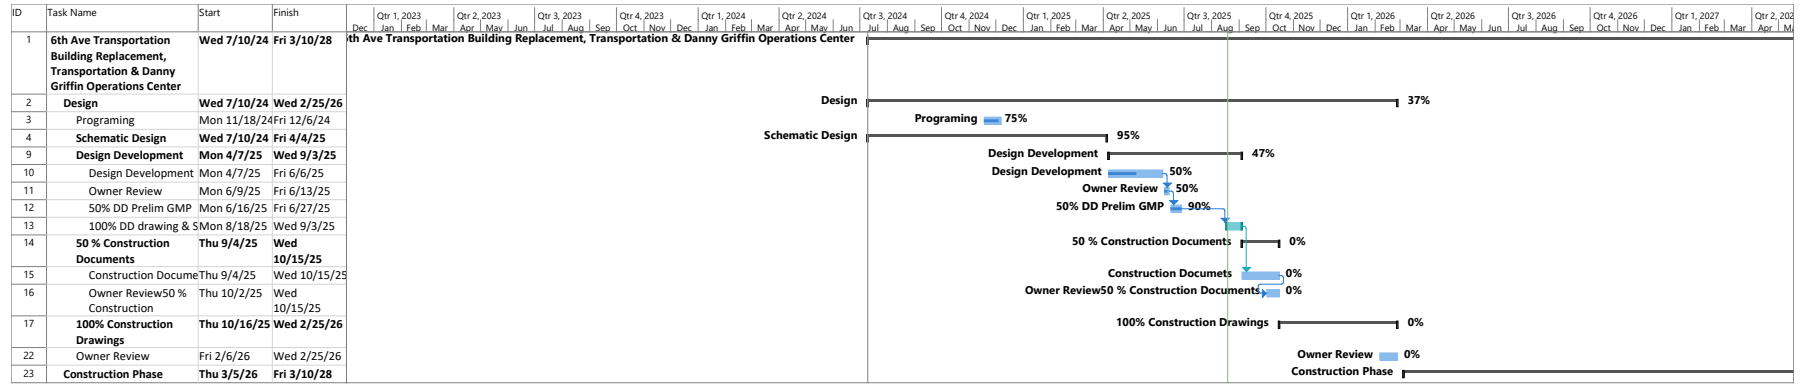 ID Task Name Start Finish Qtr 1, 2023 Qtr 2, 2023 Qtr 3, 2023 Qtr 4, 2023 Qtr 1, 2024 Qtr 2, 2024 Qtr 3, 2024 Qtr 4, 2024 Qtr 1, 2025 Qtr 2, 2025 Qtr 3, 2025 Qtr 4, 2025 Qtr 1, 2026 Qtr 2, 2026 Qtr 3, 2026 Qtr 4, 2026 Qtr 1, 2027 Qtr 2, 202
Dec Jan Feb Mar Apr May Jun Jul Aug Sep Oct Nov Dec Jan Feb Mar Apr May Jun Jul Aug Sep Oct Nov Dec Jan Feb Mar Apr May Jun Jul Aug Sep Oct Nov Dec Jan Feb Mar Apr May Jun Jul Aug Sep Oct Nov Dec Jan Feb Mar Apr
1 6th Ave Transportation Wed 7/10/24 Fri 3/10/28 6th Ave Transportation Building Replacement, Transportation & Danny Griffin Operations Center
Building Replacement,
Transportation & Danny
Griffin Operations Center
2 Design Wed 7/10/24 Wed 2/25/26 Design 37%
3 Programing Mon 11/18/24 Fri 12/6/24 Programing 75%
4 Schematic Design Wed 7/10/24 Fri 4/4/25 Schematic Design 95%
9 Design Development Mon 4/7/25 Wed 9/3/25 Design Development 47%
10 Design Development Mon 4/7/25 Fri 6/6/25 Design Development 50%
11 Owner Review Mon 6/9/25 Fri 6/13/25 Owner Review 50%
12 50% DD Prelim GMP Mon 6/16/25 Fri 6/27/25 50% DD Prelim GMP 90%
13 100% DD drawing & S Mon 8/18/25 Wed 9/3/25
14 50 % Construction Thu 9/4/25 Wed 50 % Construction Documents 0%
Documents 10/15/25
15 Construction Docume Thu 9/4/25 Wed 10/15/25 Construction Documets 0%
16 Owner Review50 % Thu 10/2/25 Wed Owner Review50 % Construction Documents 0%
Construction 10/15/25
17 100% Construction Thu 10/16/25 Wed 2/25/26 100% Construction Drawings 0%
Drawings
22 Owner Review Fri 2/6/26 Wed 2/25/26 Owner Review 0%
23 Construction Phase Thu 3/5/26 Fri 3/10/28 Construction Phase